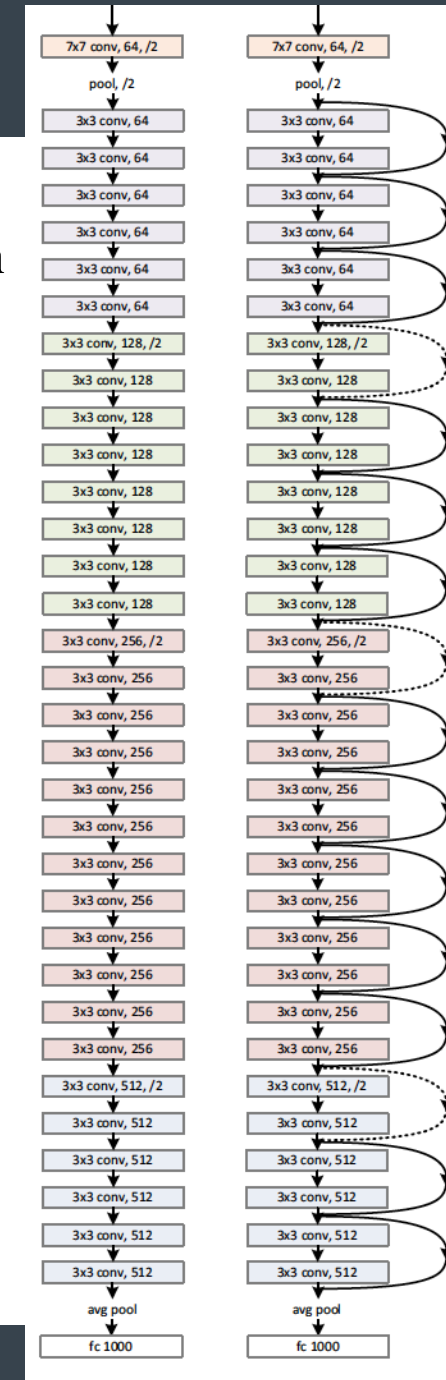 7x7 conv, 64, /2
pool, /2
3x3 conv, 64
3x3 conv, 64
3x3 conv, 64
3x3 conv, 64
3x3 conv, 64
3x3 conv, 64
3x3 conv, 128, /2
3x3 conv, 128
3x3 conv, 128
3x3 conv, 128
3x3 conv, 128
3x3 conv, 128
3x3 conv, 128
3x3 conv, 128
3x3 conv, 256, /2
3x3 conv, 256
3x3 conv, 256
3x3 conv, 256
3x3 conv, 256
3x3 conv, 256
3x3 conv, 256
3x3 conv, 256
3x3 conv, 256
3x3 conv, 256
3x3 conv, 256
3x3 conv, 256
3x3 conv, 512, /2
3x3 conv, 512
3x3 conv, 512
3x3 conv, 512
3x3 conv, 512
3x3 conv, 512
avg pool
fc 1000
7x7 conv, 64, /2
pool, /2
3x3 conv, 64
3x3 conv, 64
3x3 conv, 64
3x3 conv, 64
3x3 conv, 64
3x3 conv, 64
3x3 conv, 128, /2
3x3 conv, 128
3x3 conv, 128
3x3 conv, 128
3x3 conv, 128
3x3 conv, 128
3x3 conv, 128
3x3 conv, 128
3x3 conv, 256, /2
3x3 conv, 256
3x3 conv, 256
3x3 conv, 256
3x3 conv, 256
3x3 conv, 256
3x3 conv, 256
3x3 conv, 256
3x3 conv, 256
3x3 conv, 256
3x3 conv, 256
3x3 conv, 256
3x3 conv, 512, /2
3x3 conv, 512
3x3 conv, 512
3x3 conv, 512
3x3 conv, 512
3x3 conv, 512
avg pool
fc 1000